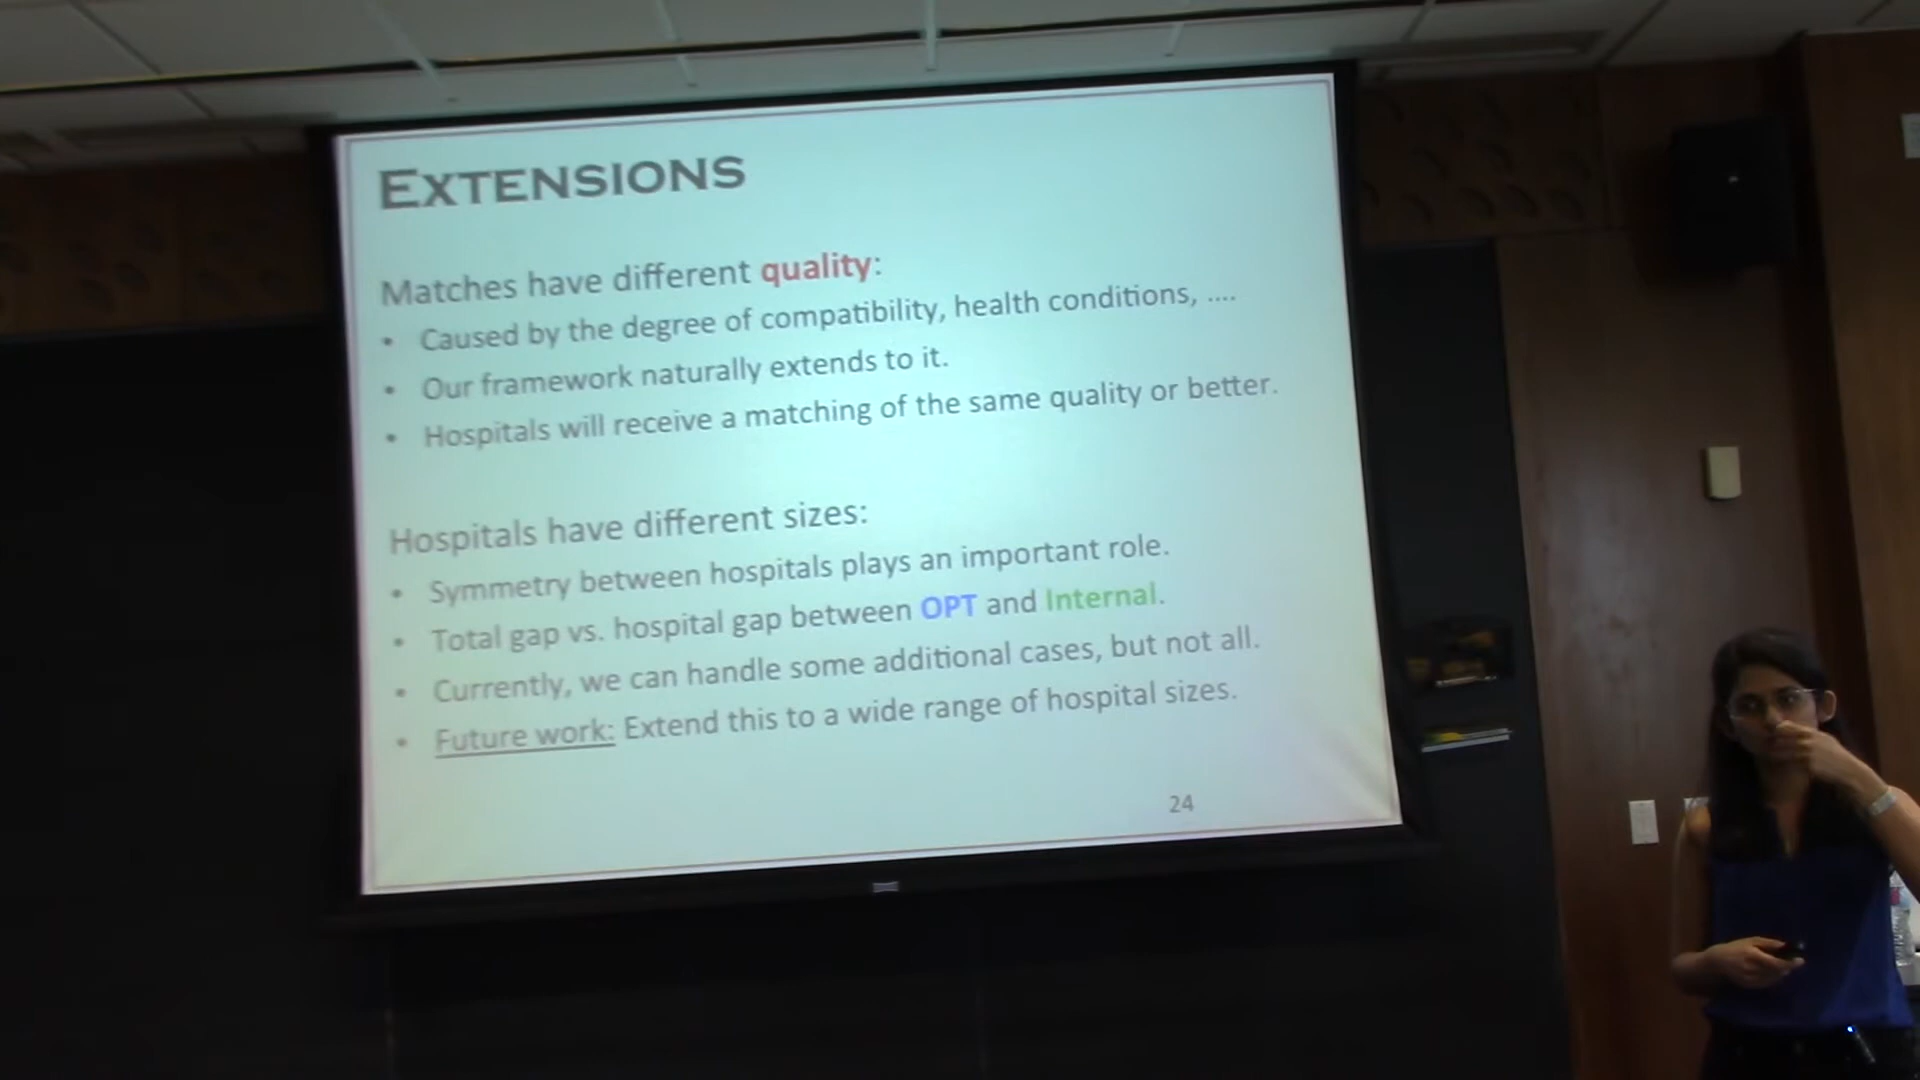 EXTENSIONS
Matches have different quality:
• Caused by the degree of compatibility, health conditions, ....
• Our framework naturally extends to it.
• Hospitals will receive a matching of the same quality or better.
Hospitals have different sizes:
• Symmetry between hospitals plays an important role.
• Total gap vs. hospital gap between OPT and Internal.
• Currently, we can handle some additional cases, but not all.
• Future work: Extend this to a wide range of hospital sizes.
24